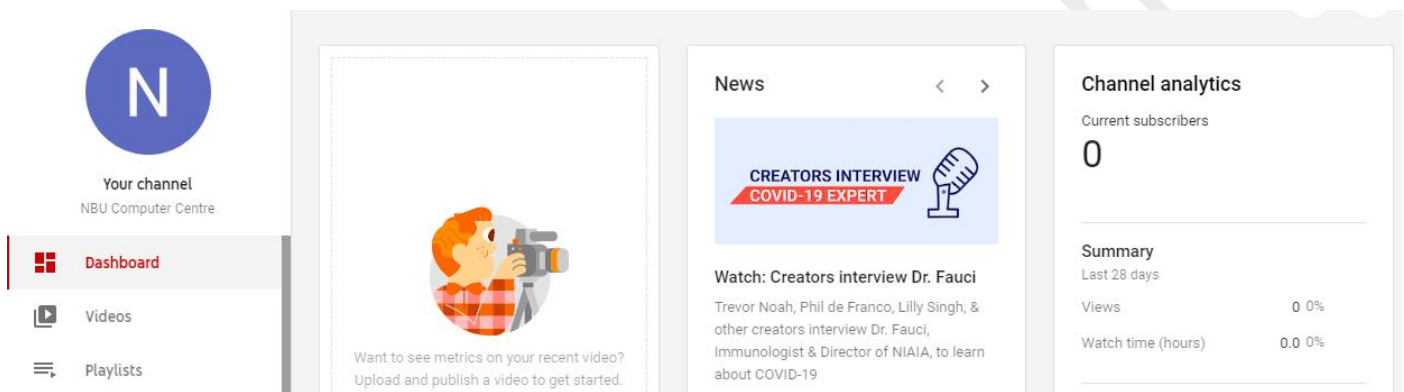 N
Your channel
NBU Computer Centre
Dashboard
Videos
Playlists
Want to see metrics on your recent video?
Upload and publish a video to get started.
News
CREATORS INTERVIEW
COVID-19 EXPERT
Watch: Creators interview Dr. Fauci
Trevor Noah, Phil de Franco, Lilly Singh, &
other creators interview Dr. Fauci,
Immunologist & Director of NIAIA, to learn
about COVID-19
Channel analytics
Current subscribers
0
Summary
Last 28 days
Views 0 0%
Watch time (hours) 0.0 0%